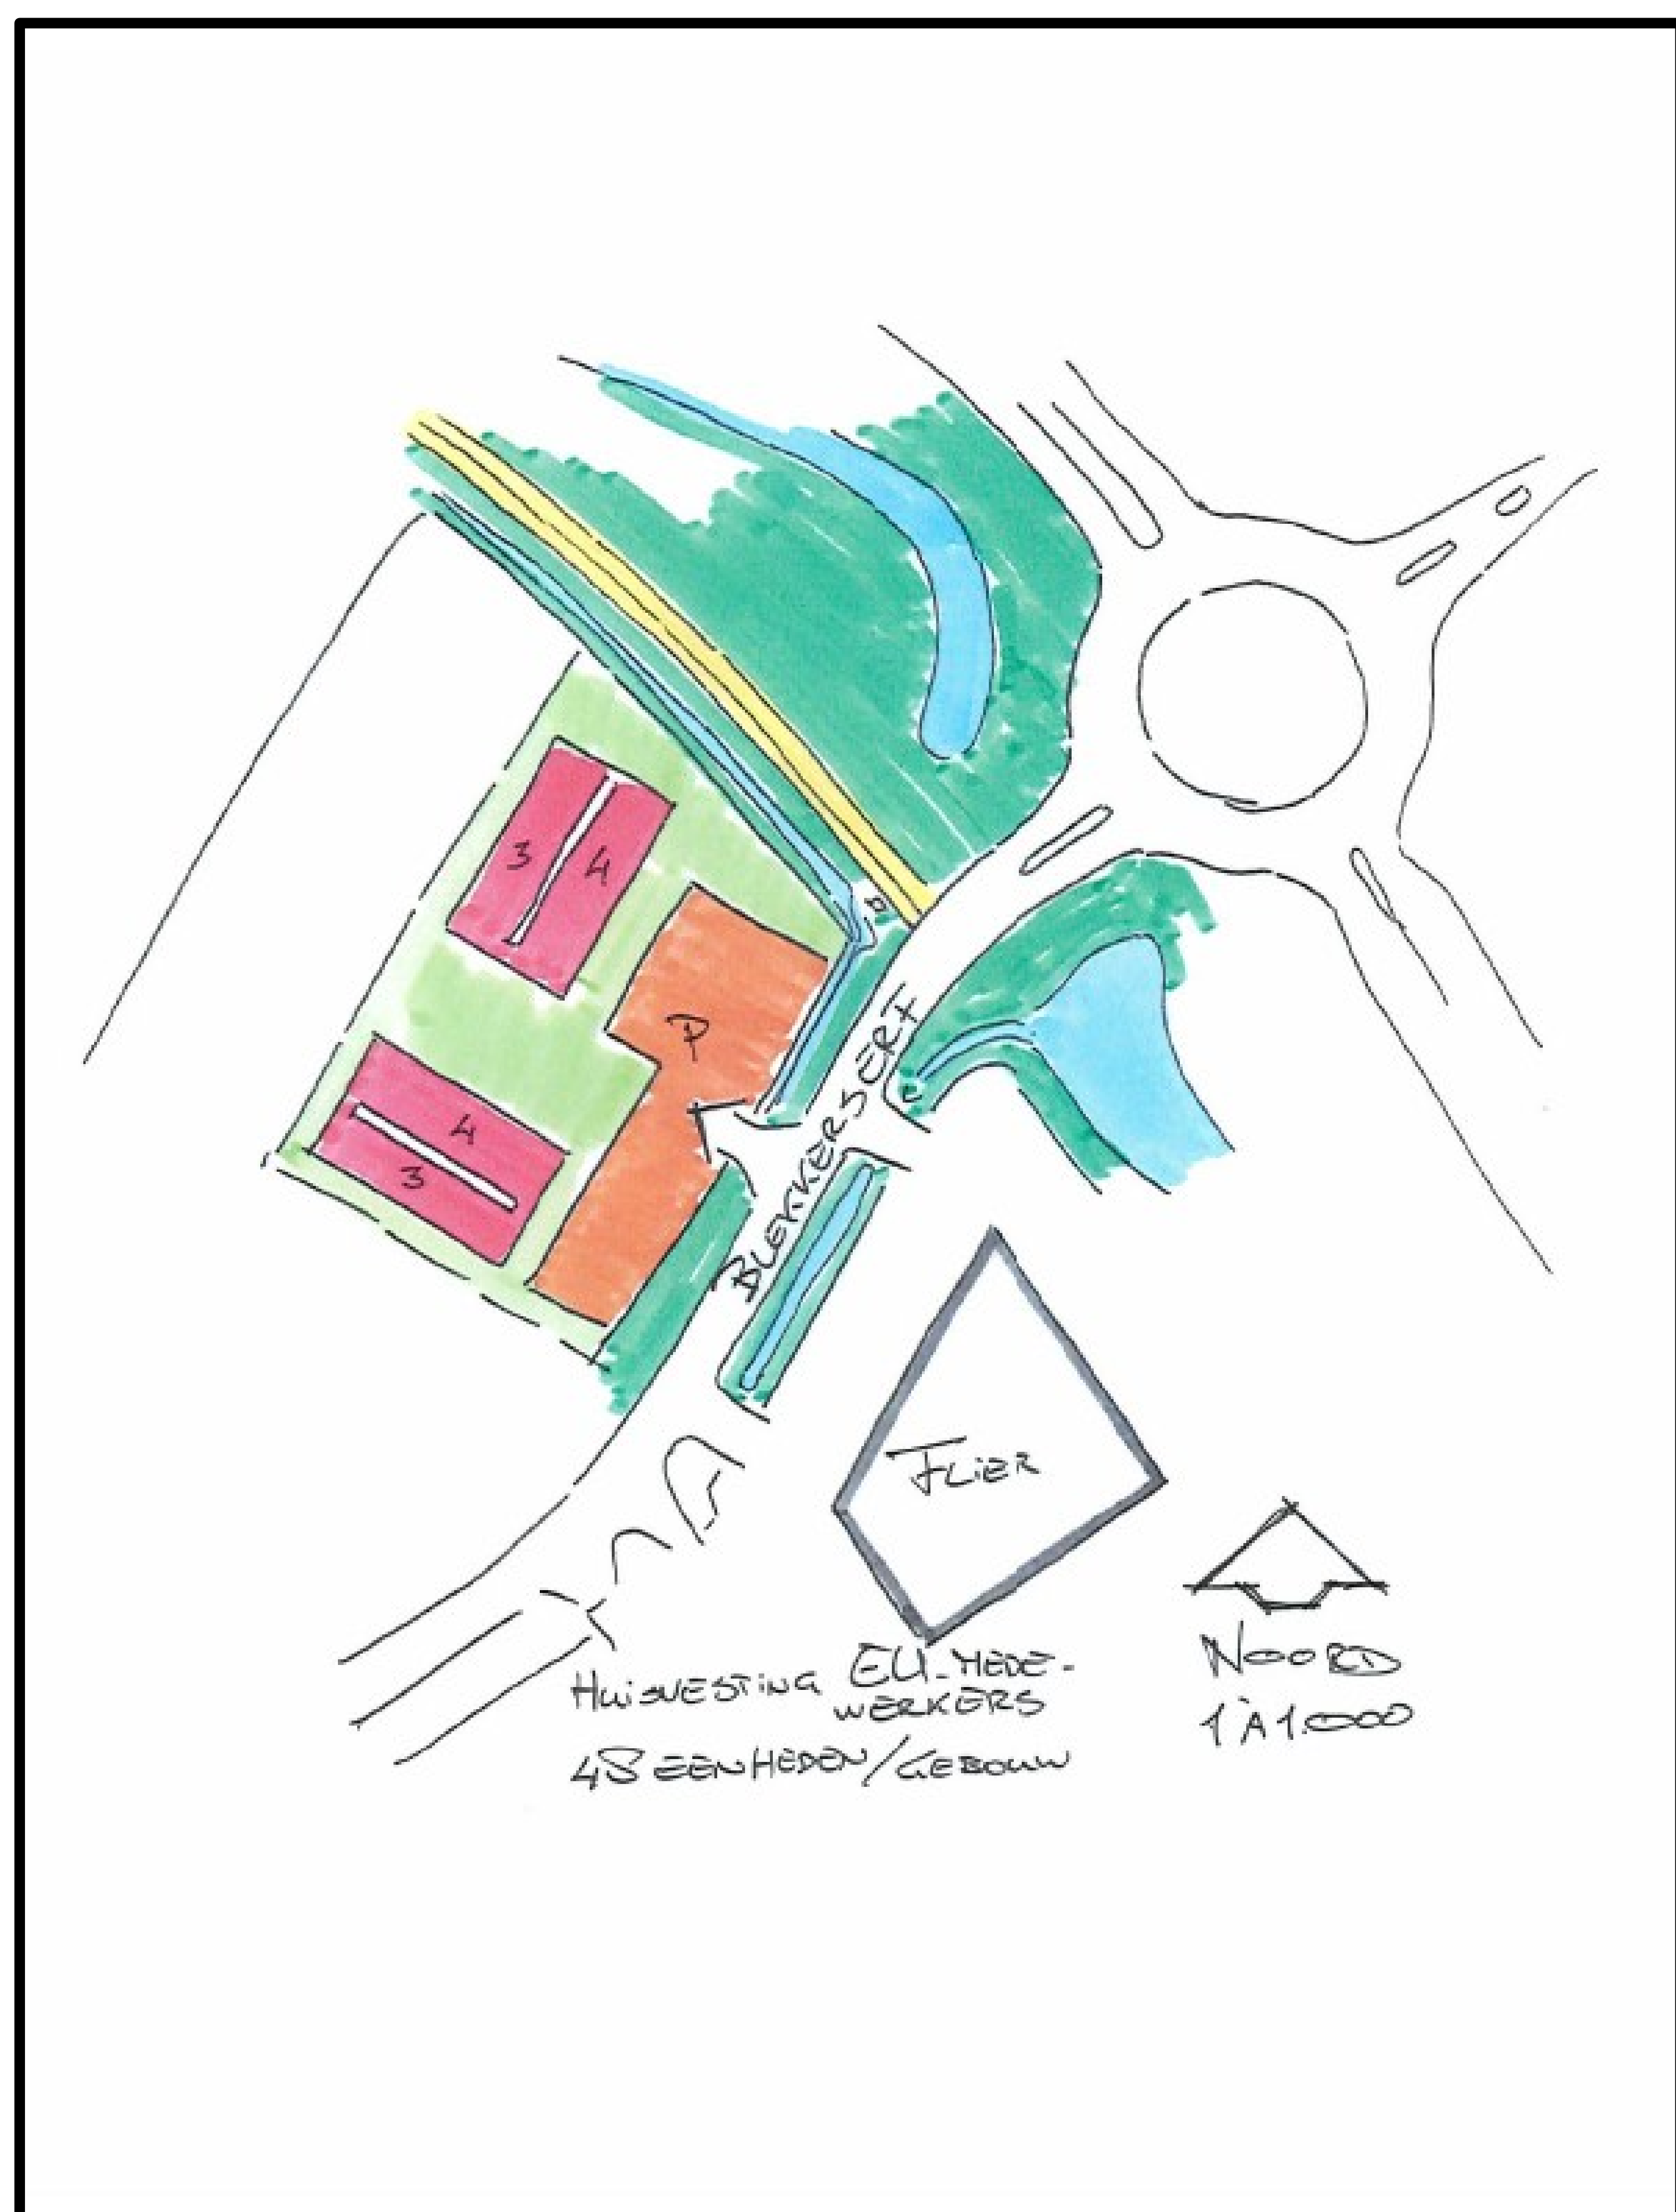 3
4
P
4
3
BLEKKERSERF
FLIER
HUISVESTING EU-MEDE-
WERKERS
48 EENHEDEN/GEBOUW
NOORD
1 À 1.000